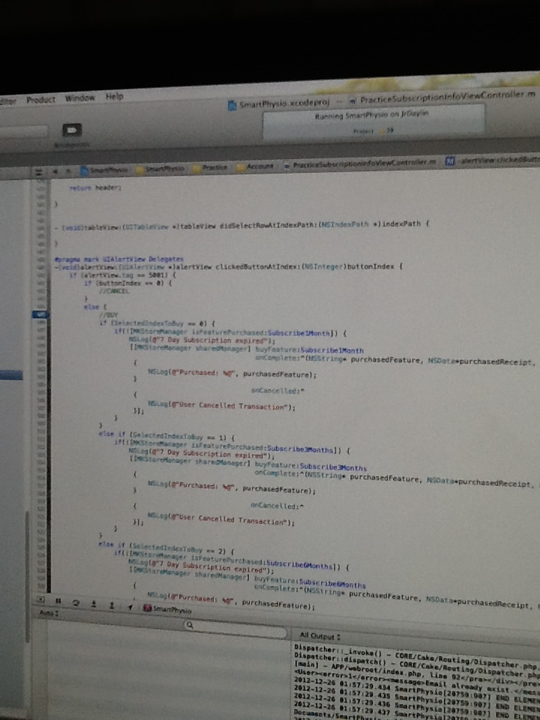 ditor Product Window Help
SmartPhysio.xcodeproj — PracticeSubscriptionInfoViewController.m
Running SmartPhysio on JrDaylin
Project 19
SmartPhysio SmartPhysio Practice Account PracticeSubscriptionInfoViewController.m -alertView:clickedButt
return header;
}
- (void)tableView:(UITableView *)tableView didSelectRowAtIndexPath:(NSIndexPath *)indexPath {
}
#pragma mark UIAlertView Delegates
-(void)alertView:(UIAlertView *)alertView clickedButtonAtIndex:(NSInteger)buttonIndex {
if (alertView.tag == 5001) {
if (buttonIndex == 0) {
//CANCEL
}
else {
//BUY
if (SelectedIndexToBuy == 0) {
if(![MKStoreManager isFeaturePurchased:Subscribe1Month]) {
NSLog(@"7 Day Subscription expired");
[[MKStoreManager sharedManager] buyFeature:Subscribe1Month
onComplete:^(NSString* purchasedFeature, NSData*purchasedReceipt,
{
NSLog(@"Purchased: %@", purchasedFeature);
}
onCancelled:^
{
NSLog(@"User Cancelled Transaction");
}];
}
}
else if (SelectedIndexToBuy == 1) {
if(![MKStoreManager isFeaturePurchased:Subscribe3Months]) {
NSLog(@"7 Day Subscription expired");
[[MKStoreManager sharedManager] buyFeature:Subscribe3Months
onComplete:^(NSString* purchasedFeature, NSData*purchasedReceipt,
{
NSLog(@"Purchased: %@", purchasedFeature);
}
onCancelled:^
{
NSLog(@"User Cancelled Transaction");
}];
}
}
else if (SelectedIndexToBuy == 2) {
if(![MKStoreManager isFeaturePurchased:Subscribe6Months]) {
NSLog(@"7 Day Subscription expired");
[[MKStoreManager sharedManager] buyFeature:Subscribe6Months
onComplete:^(NSString* purchasedFeature, NSData*purchasedReceipt,
{
NSLog(@"Purchased: %@", purchasedFeature);
SmartPhysio
Auto
All Output
Dispatcher::_invoke() - CORE/Cake/Routing/Dispatcher.php
Dispatcher::dispatch() - CORE/Cake/Routing/Dispatcher.php,
[main] - APP/webroot/index.php, line 92</pre></div></pre
<User><error>1</error><message>Email already exist </mess
2012-12-26 01:57:29.434 SmartPhysio[20759:907] END ELEMEN
2012-12-26 01:57:29.435 SmartPhysio[20759:907] END ELEME
2012-12-26 01:57:29.436 SmartPhysio[20759:907] END ELEM
2012-12-26 01:57:29.437 SmartPhysio[20759:907]